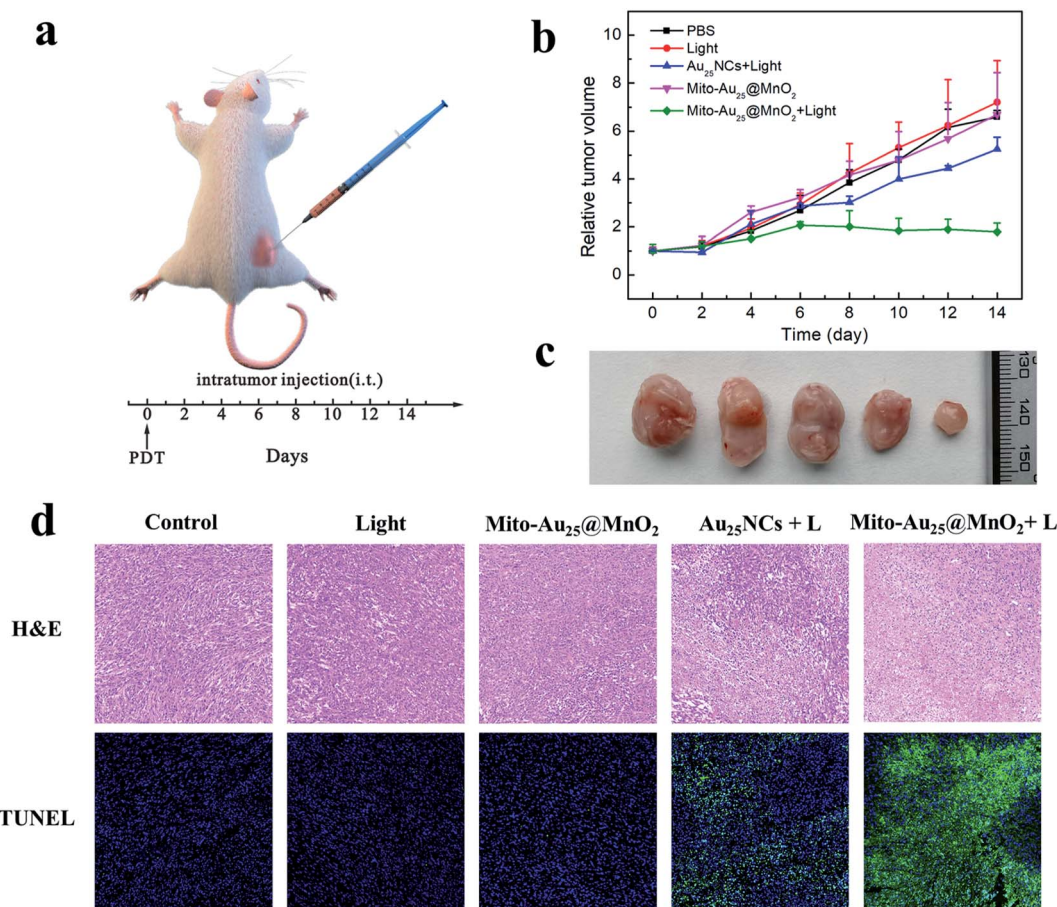 a
intratumor injection(i.t.)
0 2 4 6 8 10 12 14
PDT
Days
b
PBS
Light
Au₂₅NCs+Light
Mito-Au₂₅@MnO₂
Mito-Au₂₅@MnO₂+Light
Relative tumor volume
10
8
6
4
2
0
0 2 4 6 8 10 12 14
Time (day)
c
130
140
150
d
Control Light Mito-Au₂₅@MnO₂ Au₂₅NCs + L Mito-Au₂₅@MnO₂+ L
H&E
TUNEL